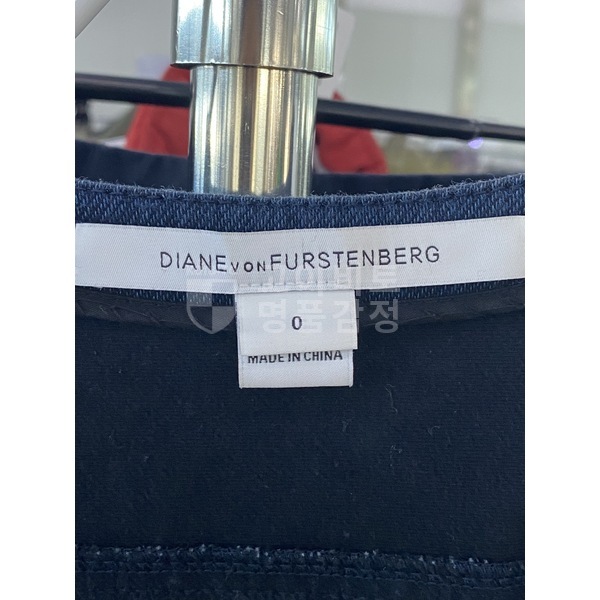 DIANE VON FURSTENBERG
0
MADE IN CHINA
명품감정